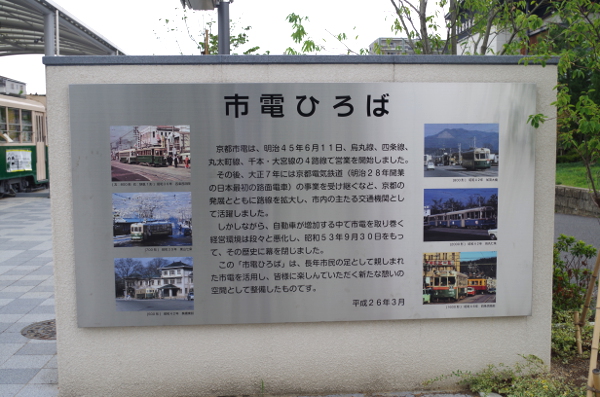 市電ひろば
京都市電は、明治45年6月11日、烏丸線、四条線、
丸太町線、千本・大宮線の4路線で営業を開始しました。
その後、大正7年には京都電気鉄道（明治28年開業
の日本最初の路面電車）の事業を受け継ぐなど、京都の
発展とともに路線を拡大し、市内の主たる交通機関とし
て活躍しました。
しかしながら、自動車が増加する中で市電を取り巻く
経営環境は段々と悪化し、昭和53年9月30日をもっ
て、その歴史に幕を閉じました。
この「市電ひろば」は、長年市民の足として親しまれ
た市電を活用し、皆様に楽しんでいただく新たな憩いの
空間として整備したものです。
平成26年3月